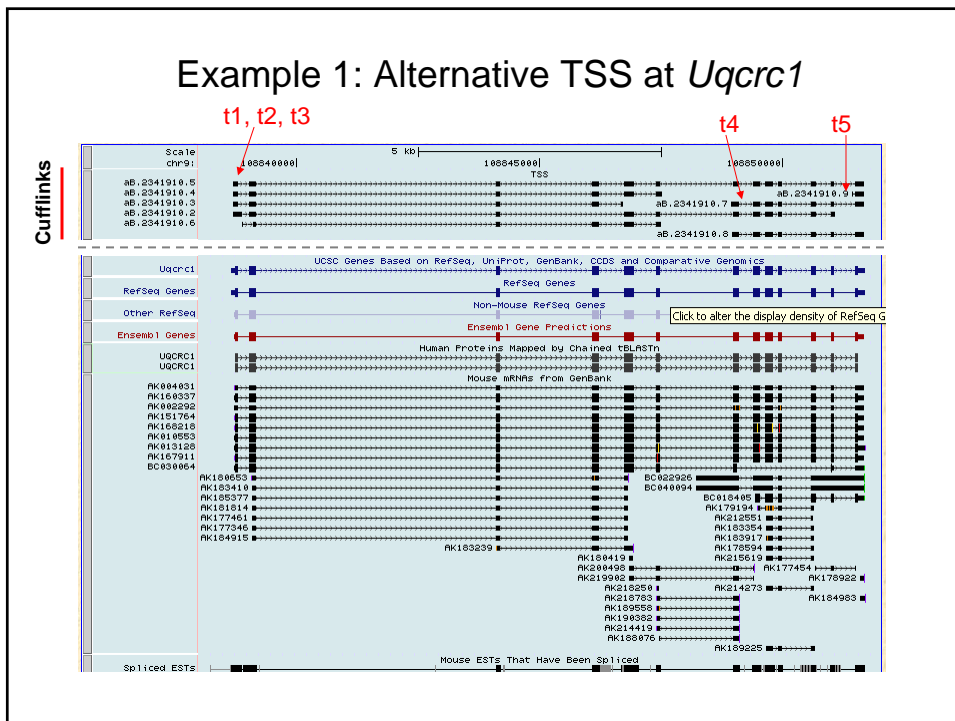 Example 1: Alternative TSS at Uqcrc1
t1, t2, t3
t4
t5
Cufflinks
Scale
5 kb
chr9:
108840000
108845000
108850000
TSS
aB.2341910.5
aB.2341910.4
aB.2341910.9
aB.2341910.3
aB.2341910.7
aB.2341910.2
aB.2341910.6
aB.2341910.8
UCSC Genes Based on RefSeq, UniProt, GenBank, CCDS and Comparative Genomics
Uqcrc1
RefSeq Genes
RefSeq Genes
Non-Mouse RefSeq Genes
Other RefSeq
Click to alter the display density of RefSeq G
Ensembl Gene Predictions
Ensembl Genes
Human Proteins Mapped by Chained tBLASTn
UQCRC1
UQCRC1
Mouse mRNAs from GenBank
AK004031
AK160337
AK002292
AK151764
AK168218
AK010553
AK013128
AK167911
BC030064
AK180653
BC022926
AK183410
BC040094
AK185377
BC018405
AK181814
AK179194
AK177461
AK212551
AK177346
AK183354
AK184915
AK183917
AK183239
AK178594
AK180419
AK215619
AK200498
AK177454
AK219902
AK178922
AK218250
AK214273
AK218783
AK184983
AK189558
AK190382
AK214419
AK188076
AK189225
Mouse ESTs That Have Been Spliced
Spliced ESTs